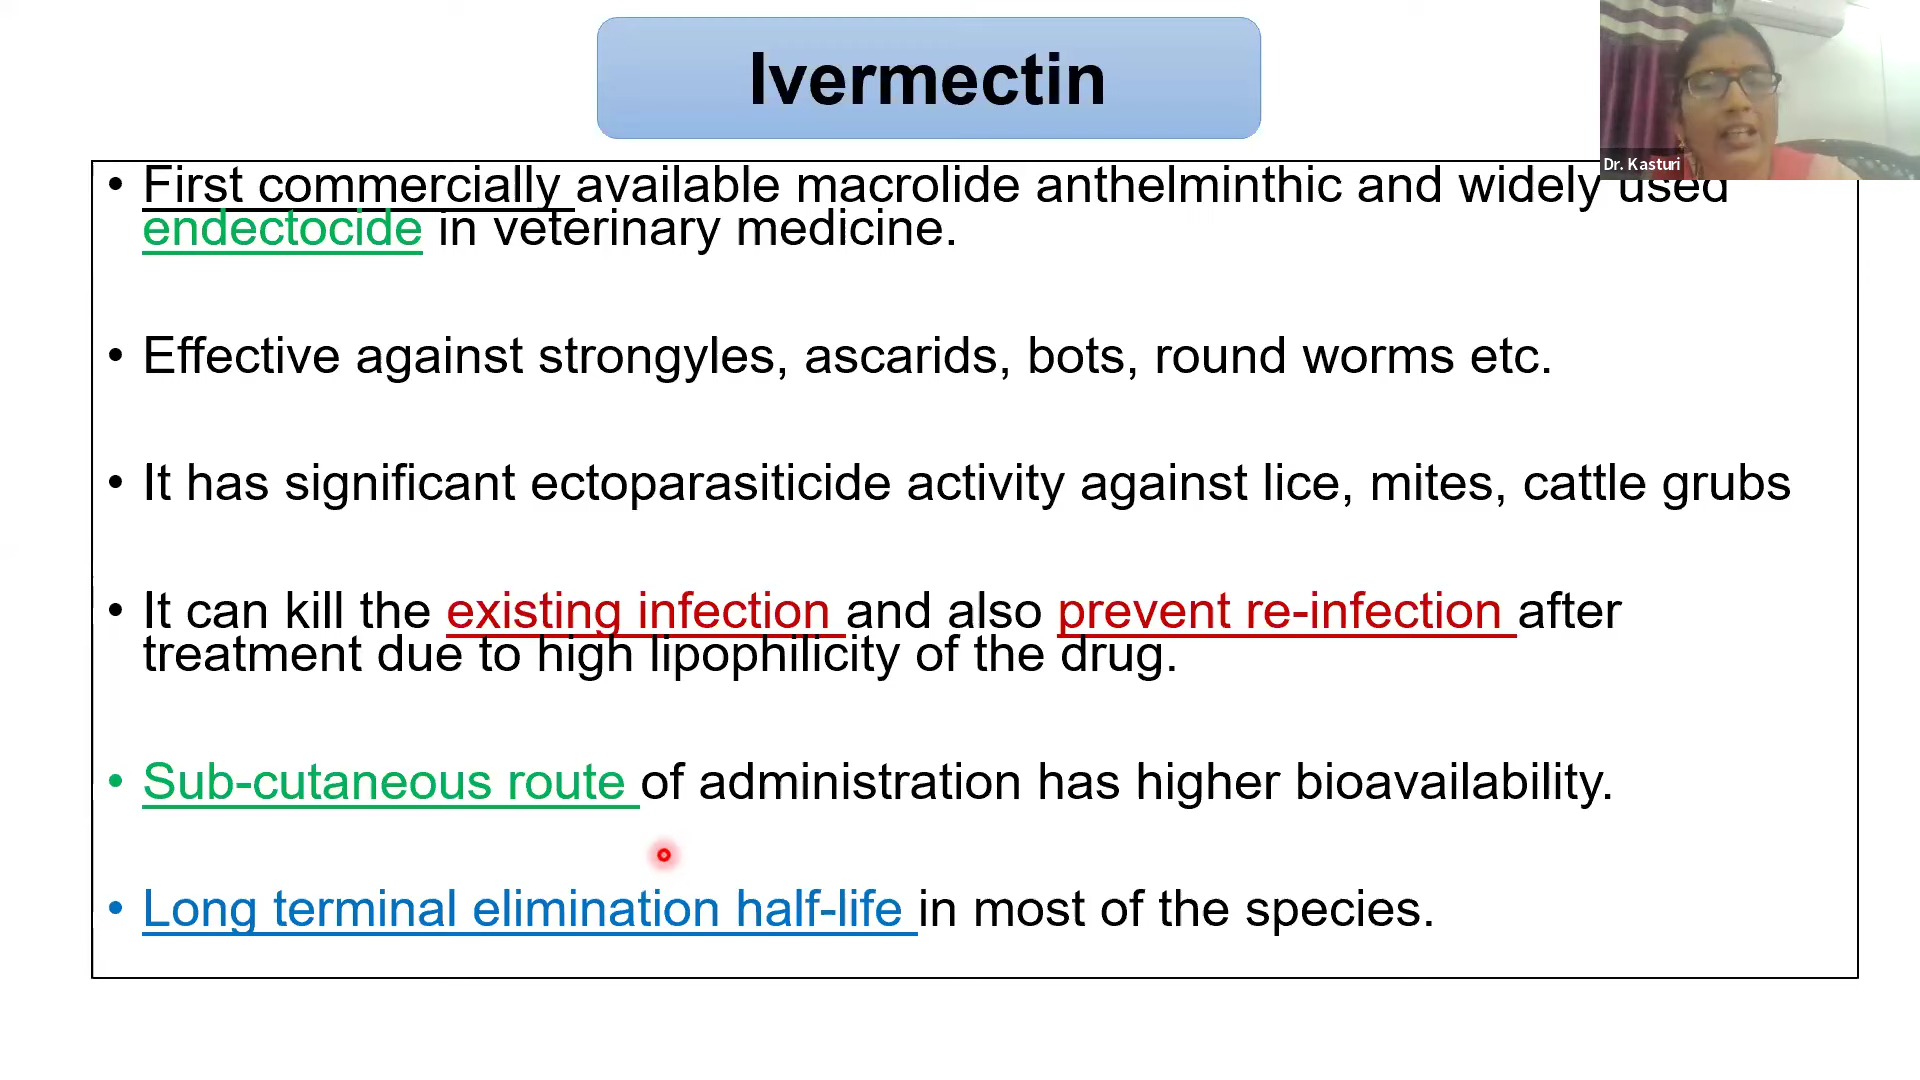 Ivermectin
• First commercially available macrolide anthelminthic and widely used
endectocide in veterinary medicine.
• Effective against strongyles, ascarids, bots, round worms etc.
• It has significant ectoparasiticide activity against lice, mites, cattle grubs
• It can kill the existing infection and also prevent re-infection after
treatment due to high lipophilicity of the drug.
• Sub-cutaneous route of administration has higher bioavailability.
• Long terminal elimination half-life in most of the species.
Dr. Kasturi